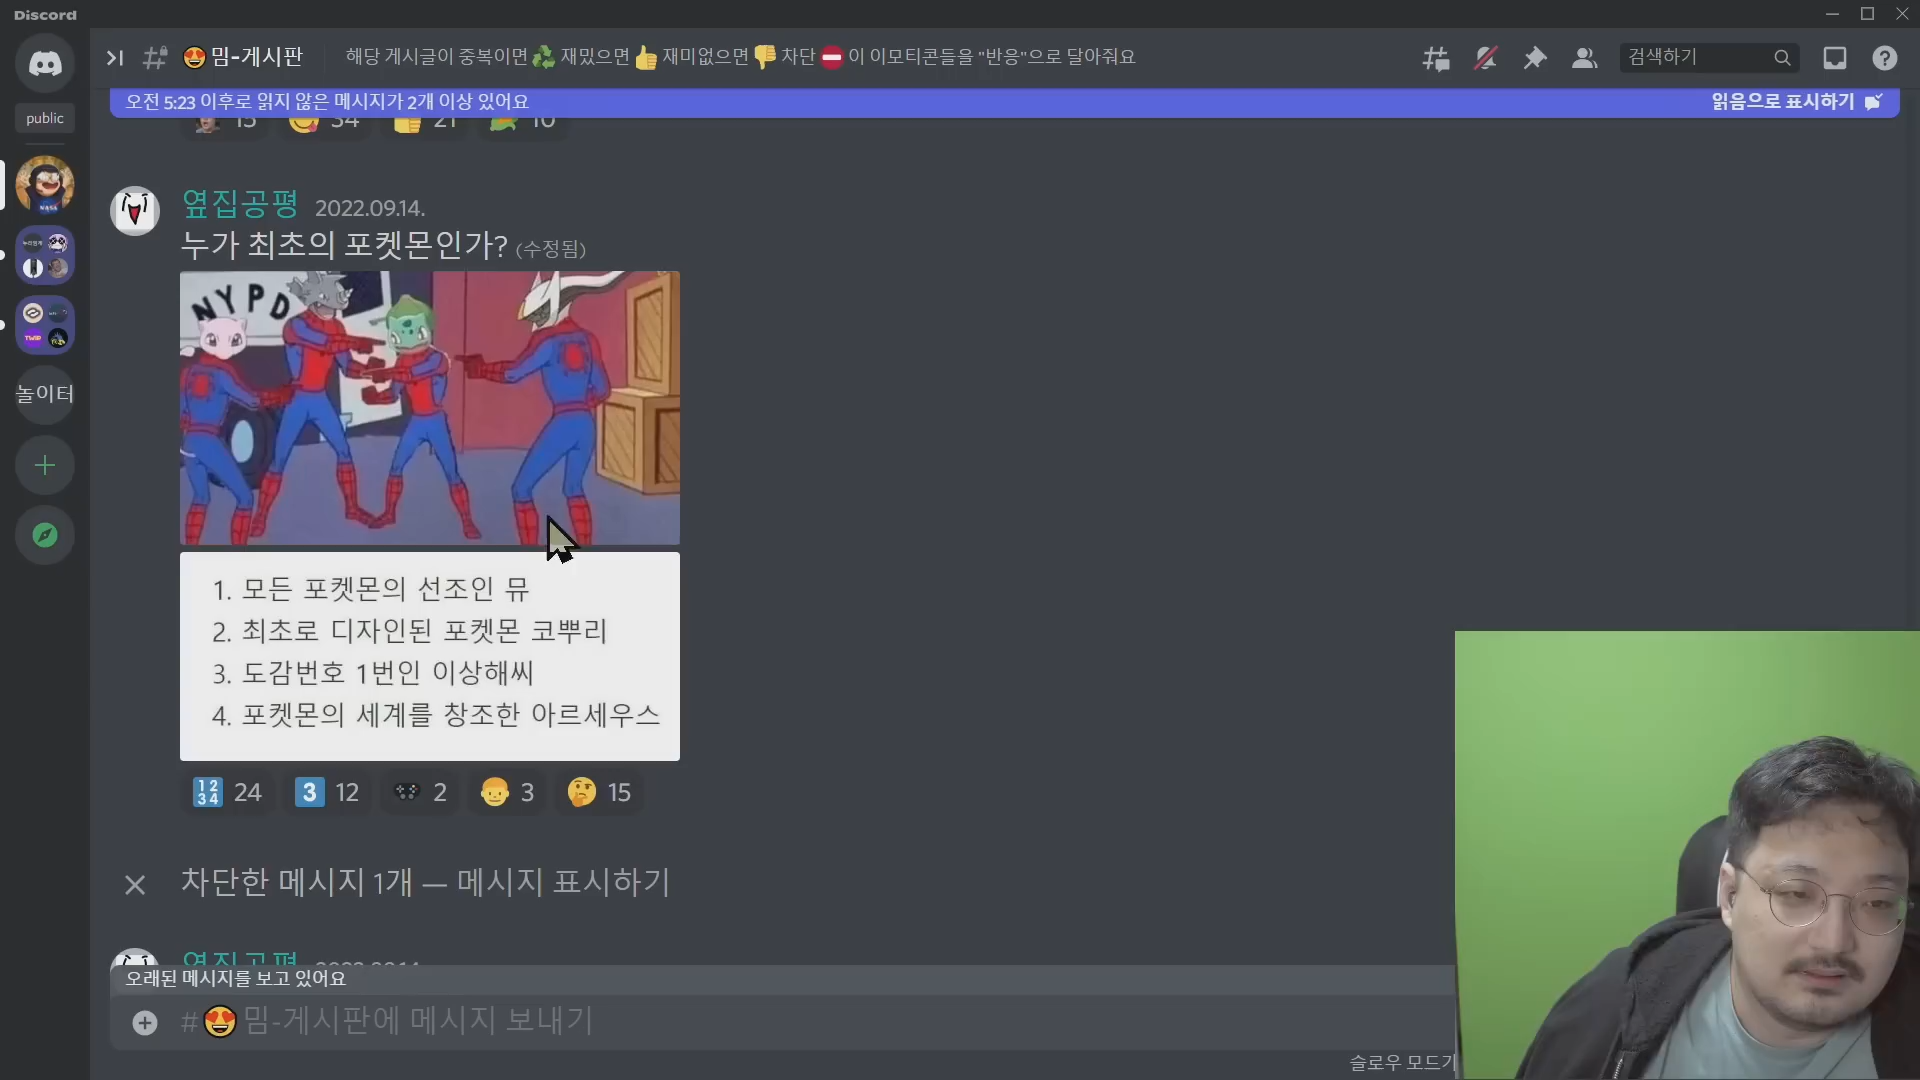 Discord
😍밈-게시판
해당 게시글이 중복이면♻️ 재밌으면👍 재미없으면👎 차단⛔ 이 이모티콘들을 "반응"으로 달아줘요
검색하기
오전 5:23 이후로 읽지 않은 메시지가 2개 이상 있어요
읽음으로 표시하기
15 34 21 10
public
놀이터
옆집공평 2022.09.14.
누가 최초의 포켓몬인가? (수정됨)
NYPD
1. 모든 포켓몬의 선조인 뮤
2. 최초로 디자인된 포켓몬 코뿌리
3. 도감번호 1번인 이상해씨
4. 포켓몬의 세계를 창조한 아르세우스
24 3 12 2 3 15
차단한 메시지 1개 — 메시지 표시하기
옆집공평
오래된 메시지를 보고 있어요
#😍밈-게시판에 메시지 보내기
슬로우 모드가